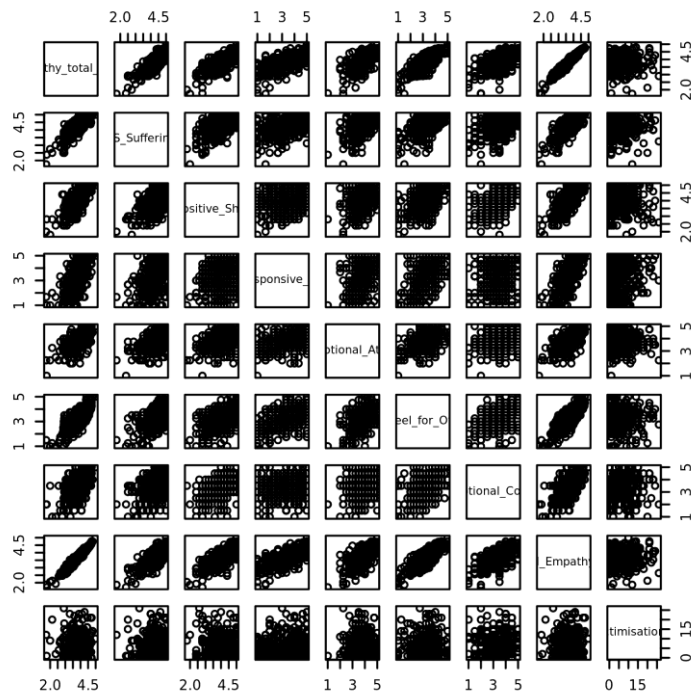 2.0 4.5 1 3 5 1 3 5 2.0 4.5
thy_total_ 2.0 4.5
2.0 4.5 S_Sufferin
ositive_Sh 2.0 4.5
1 3 5 sponsive_
otional_At 1 3 5
1 3 5 eel_for_O
tional_Co 1 3 5
2.0 4.5 l_Empathy
timisation 0 15
2.0 4.5 1 3 5 1 3 5 0 15